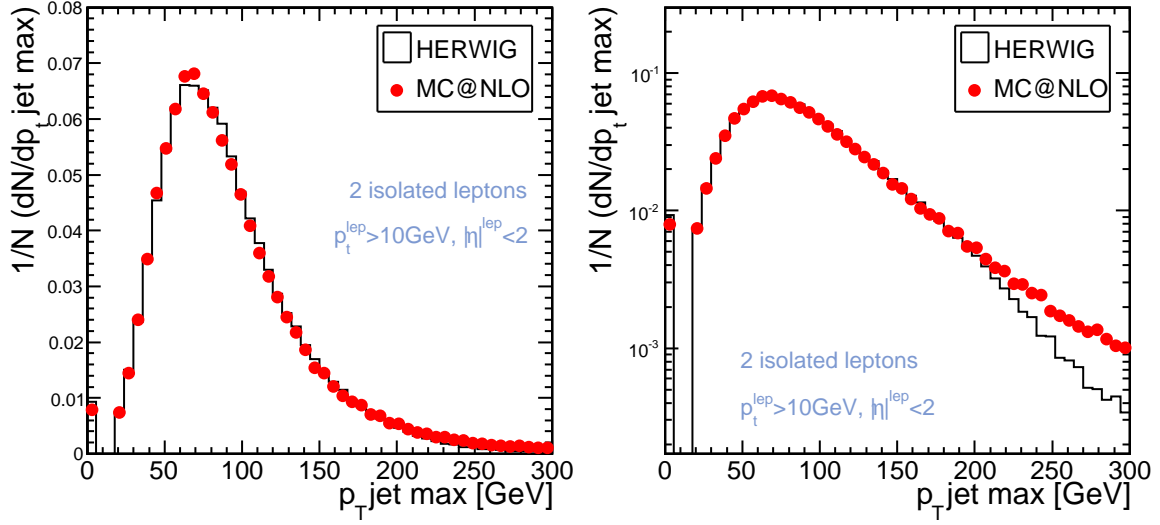 1/N (dN/dp_t jet max)
0.08
0.07
0.06
0.05
0.04
0.03
0.02
0.01
0
HERWIG
MC@NLO
2 isolated leptons
p_t^lep>10GeV, |η|^lep<2
0 50 100 150 200 250 300
p_T jet max [GeV]
1/N (dN/dp_t jet max)
10^-1
10^-2
10^-3
HERWIG
MC@NLO
2 isolated leptons
p_t^lep>10GeV, |η|^lep<2
0 50 100 150 200 250 300
p_T jet max [GeV]